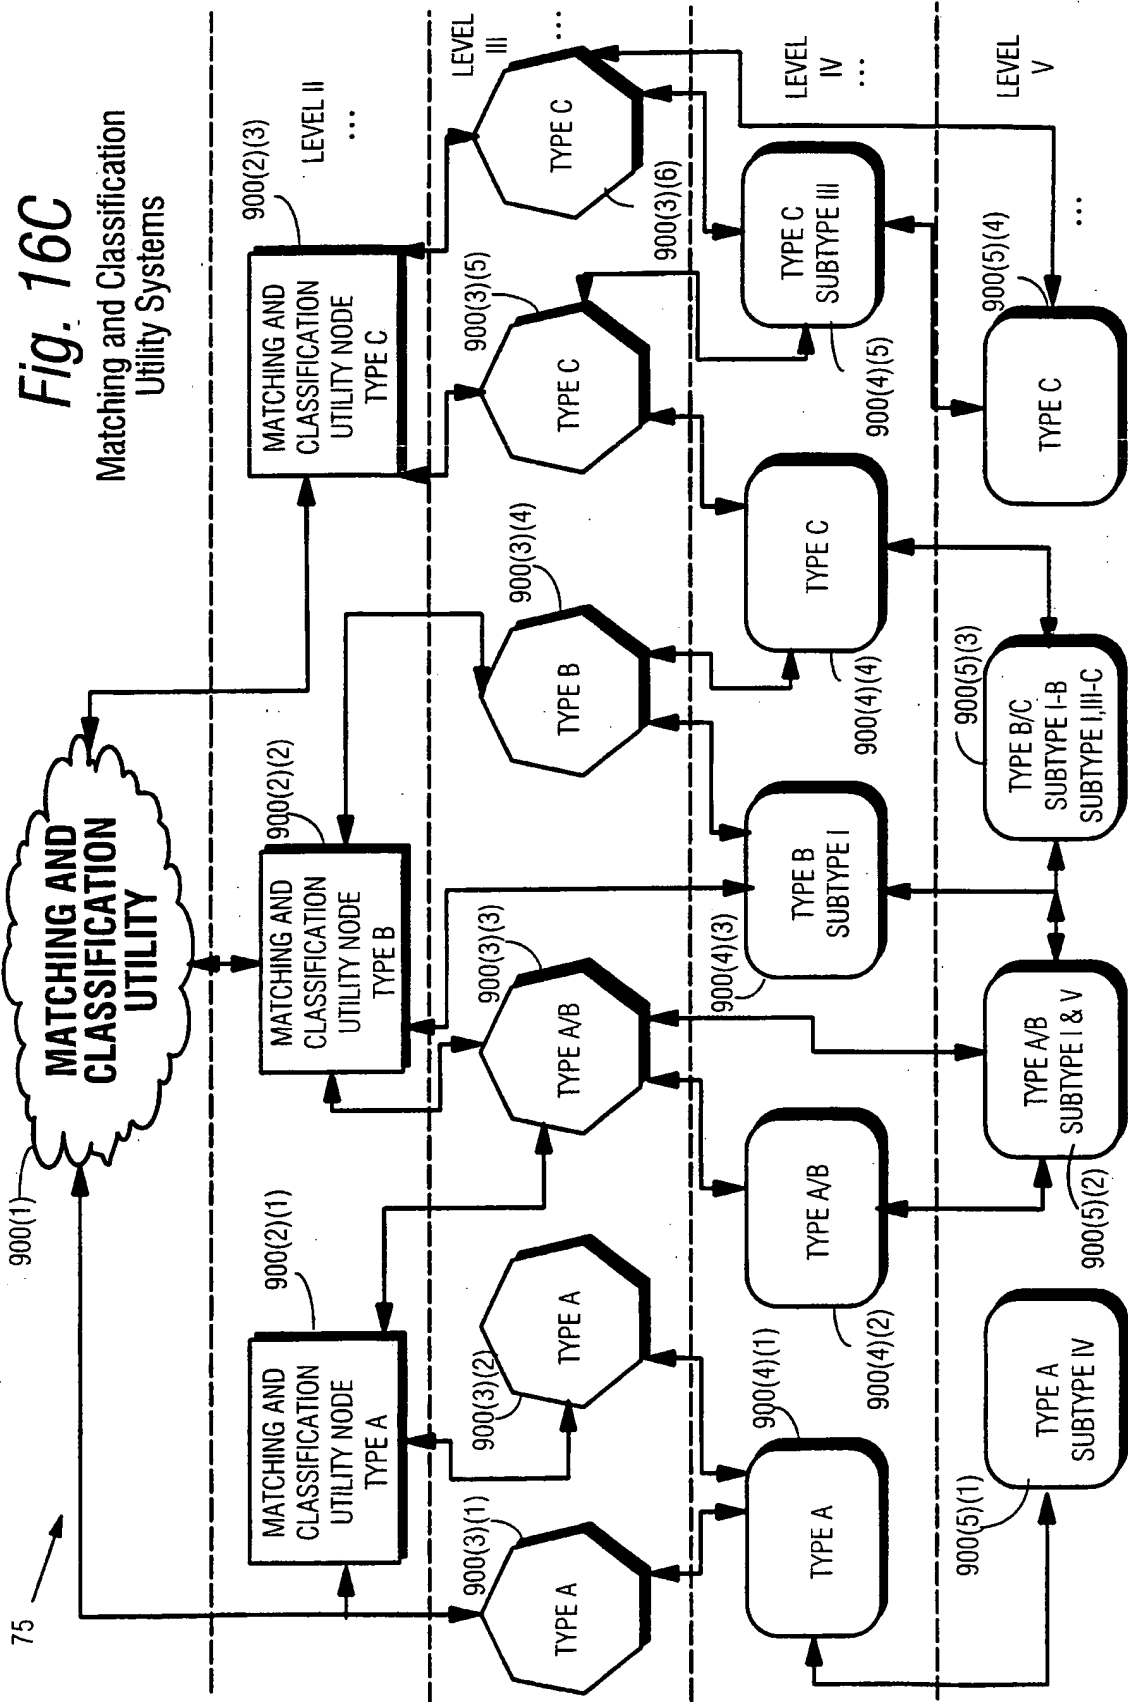 Fig. 16C
Matching and Classification
Utility Systems
75
900(1)
MATCHING AND
CLASSIFICATION
UTILITY
LEVEL II
...
900(2)(1)
MATCHING AND
CLASSIFICATION
UTILITY NODE
TYPE A
900(2)(2)
MATCHING AND
CLASSIFICATION
UTILITY NODE
TYPE B
900(2)(3)
MATCHING AND
CLASSIFICATION
UTILITY NODE
TYPE C
LEVEL
III
...
900(3)(1)
TYPE A
900(3)(2)
TYPE A
900(3)(3)
TYPE A/B
900(3)(4)
TYPE B
900(3)(5)
TYPE C
900(3)(6)
TYPE C
LEVEL
IV
...
900(4)(1)
TYPE A
900(4)(2)
TYPE A/B
900(4)(3)
TYPE B
SUBTYPE I
900(4)(4)
TYPE C
900(4)(5)
TYPE C
SUBTYPE III
LEVEL
V
...
900(5)(1)
TYPE A
SUBTYPE IV
900(5)(2)
TYPE A/B
SUBTYPE I & V
900(5)(3)
TYPE B/C
SUBTYPE I-B
SUBTYPE I,III-C
900(5)(4)
TYPE C